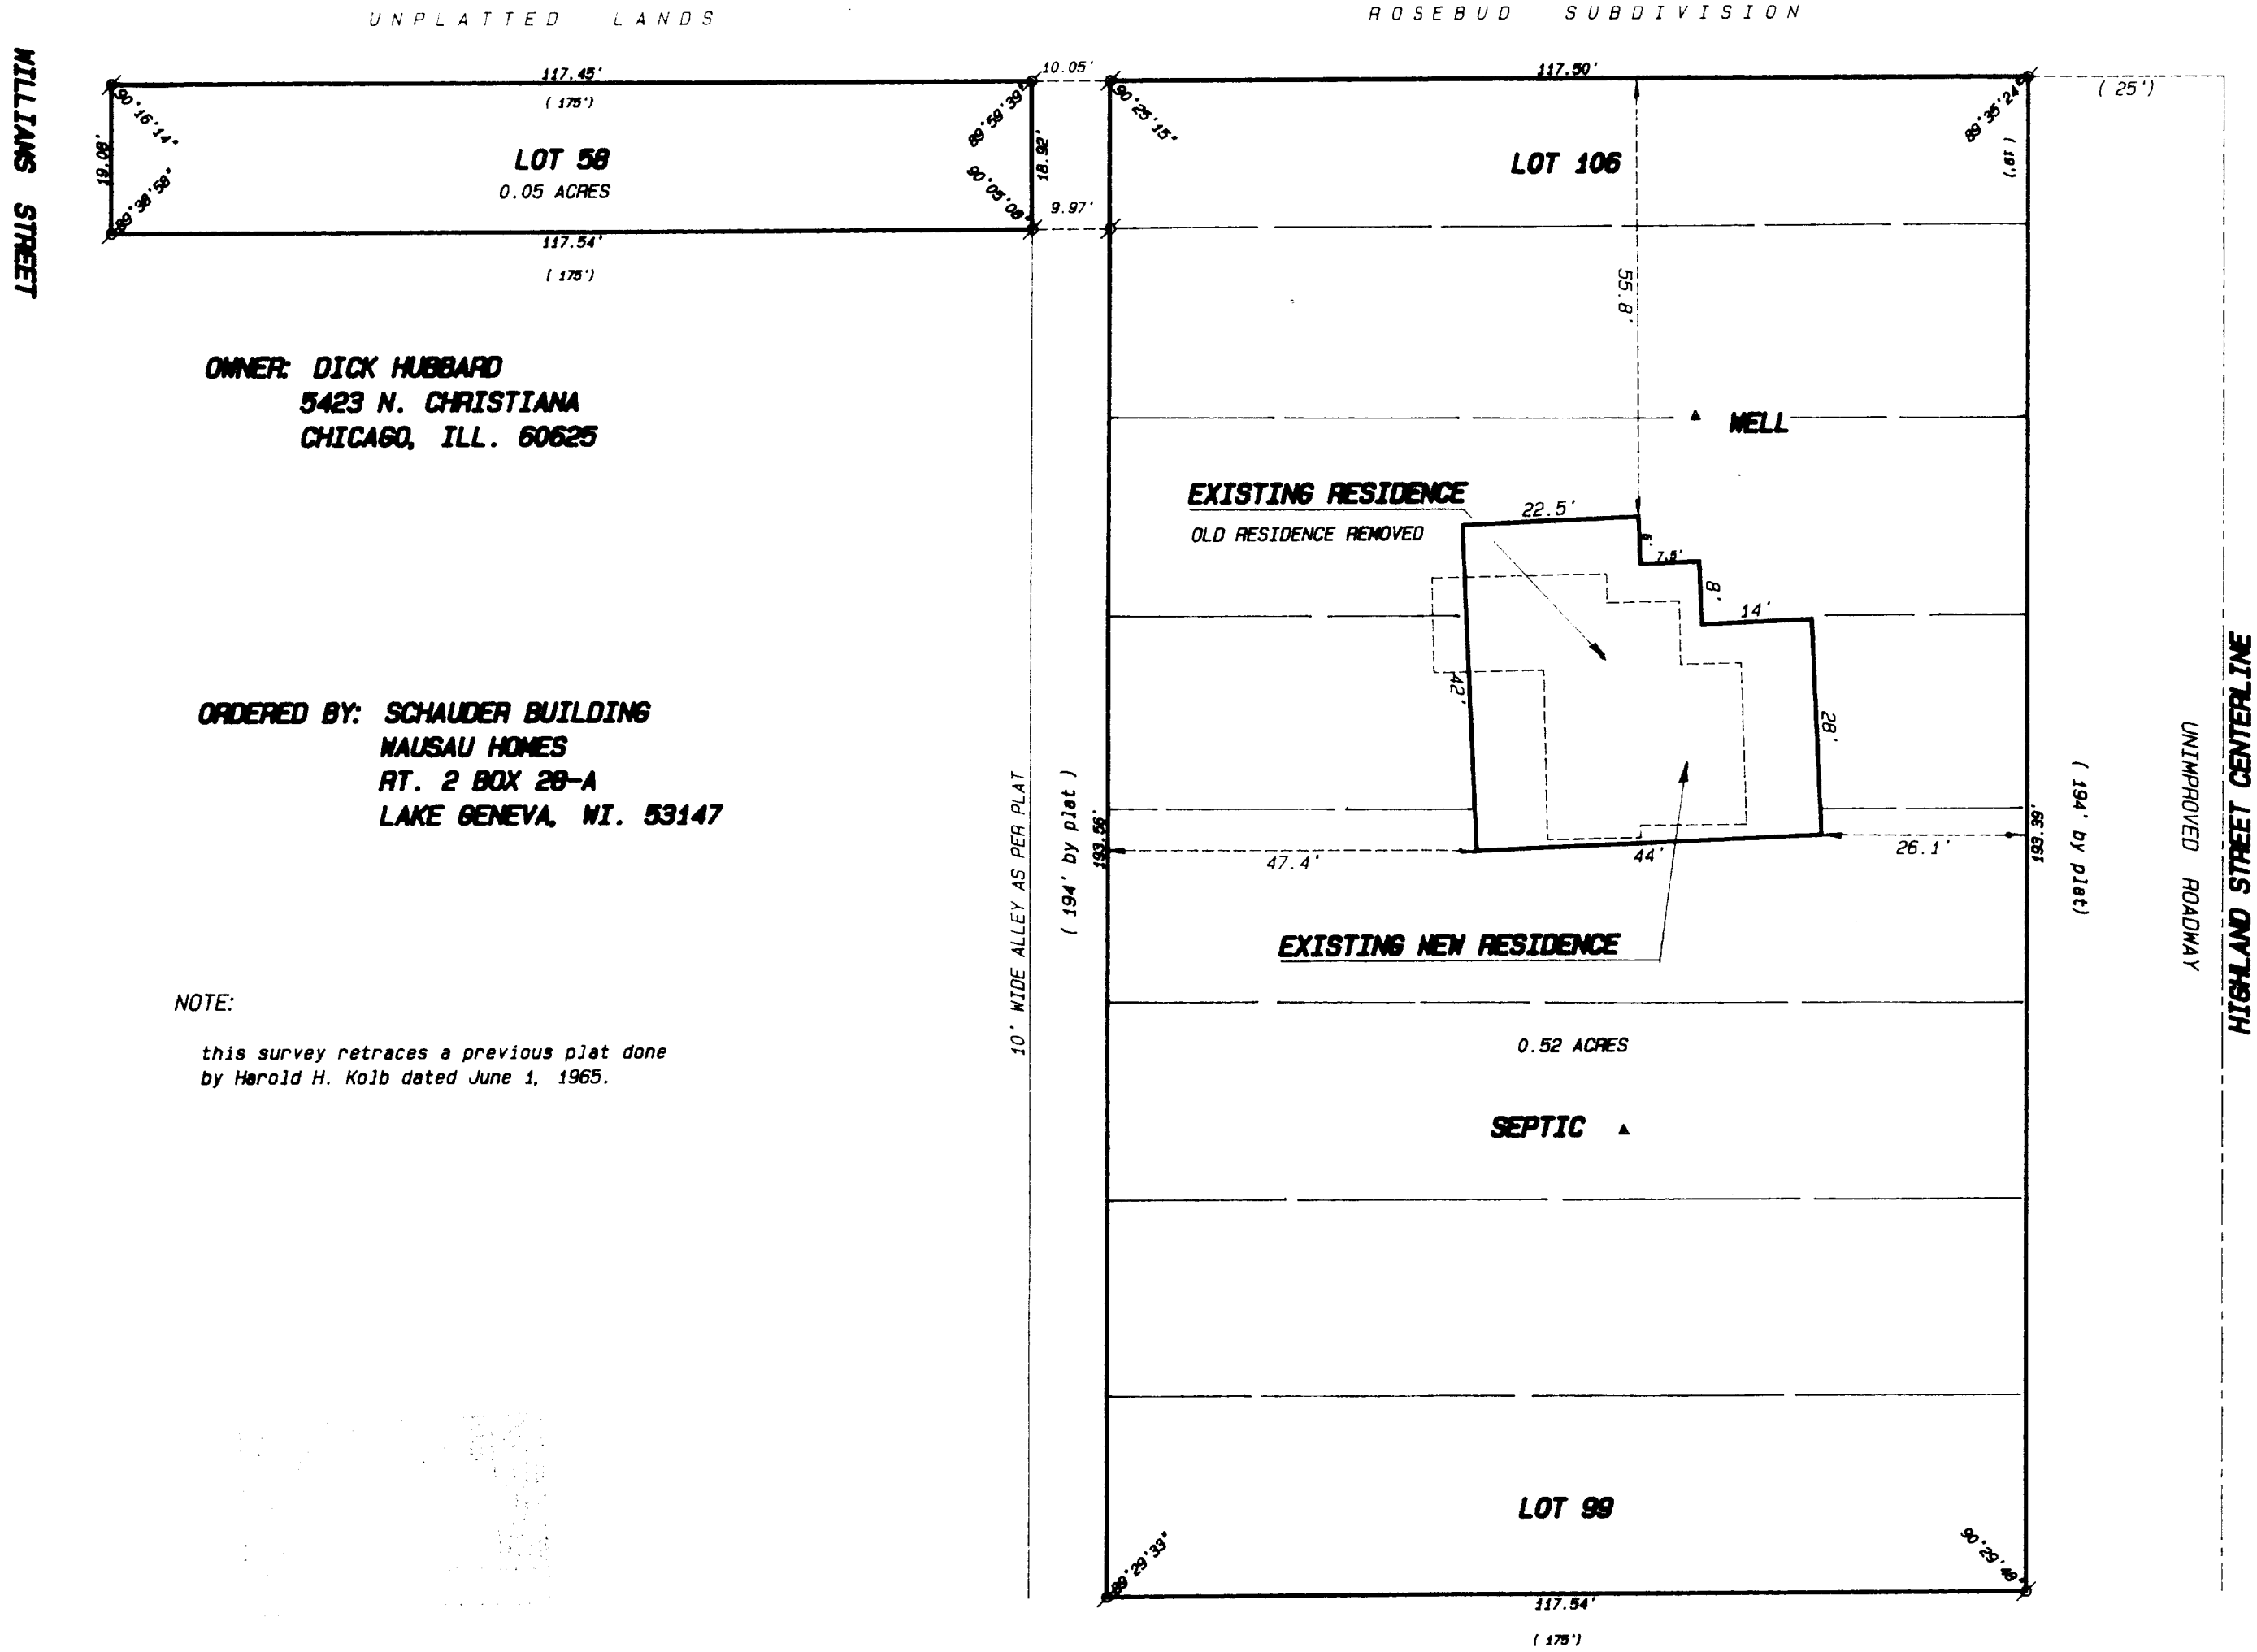 UNPLATTED LANDS
ROSEBUD SUBDIVISION
WILLIAMS STREET
117.45'
( 175')
10.05'
117.50'
( 25')
90°16'14"
89°59'39"
90°25'15"
89°35'24"
( 19')
19.08'
LOT 58
0.05 ACRES
18.92'
LOT 106
89°38'58"
90°05'08"
9.97'
117.54'
( 175')
55.8'
OWNER: DICK HUBBARD
5423 N. CHRISTIANA
CHICAGO, ILL. 60625
WELL
EXISTING RESIDENCE
OLD RESIDENCE REMOVED
22.5'
6'
7.5'
8'
14'
42'
28'
ORDERED BY: SCHAUDER BUILDING
WAUSAU HOMES
RT. 2 BOX 28-A
LAKE GENEVA, WI. 53147
10' WIDE ALLEY AS PER PLAT
( 194' by plat )
193.56'
47.4'
44'
26.1'
193.39'
( 194' by plat)
UNIMPROVED ROADWAY
HIGHLAND STREET CENTERLINE
EXISTING NEW RESIDENCE
NOTE:
this survey retraces a previous plat done
by Harold H. Kolb dated June 1, 1965.
0.52 ACRES
SEPTIC
LOT 99
89°29'33"
90°29'48"
117.54'
( 175')